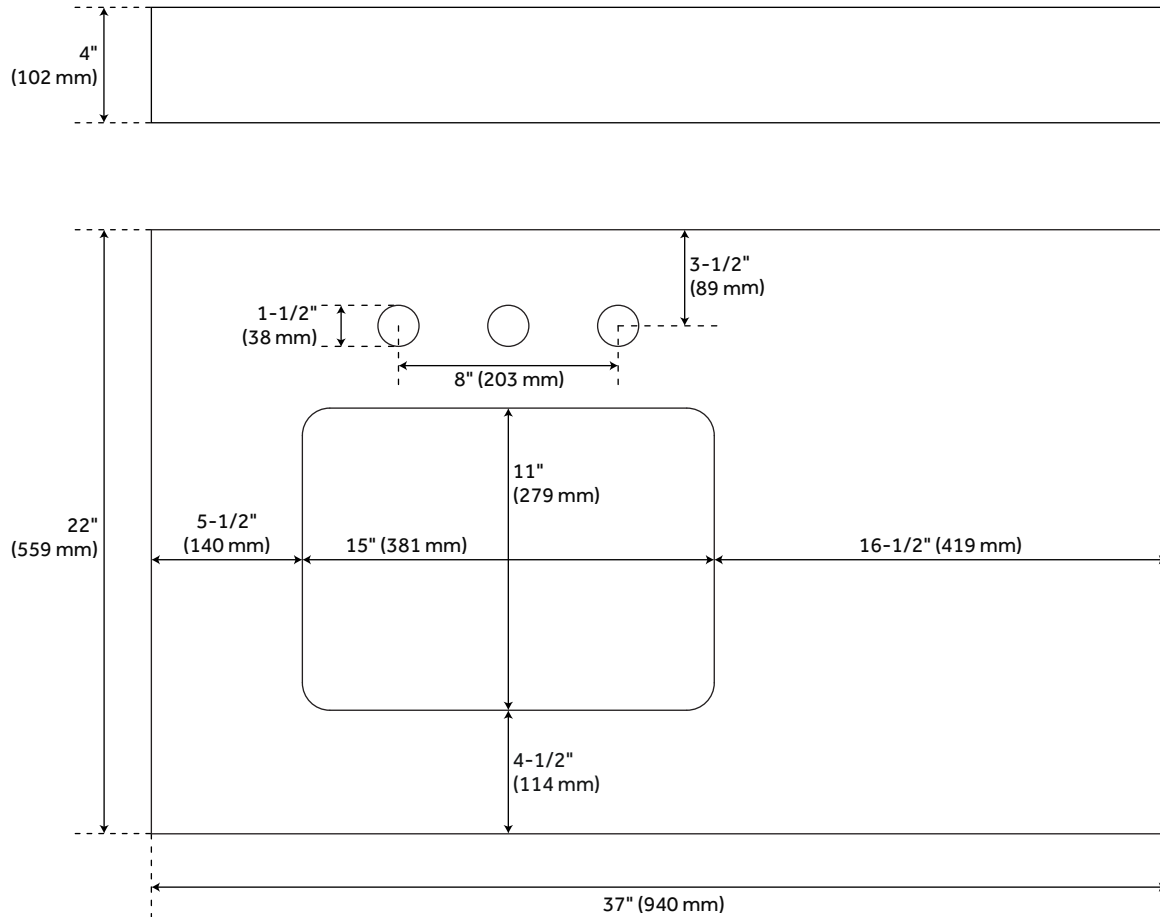 4"
(102 mm)
3-1/2"
(89 mm)
1-1/2"
(38 mm)
8" (203 mm)
11"
(279 mm)
22"
(559 mm)
5-1/2"
(140 mm)
15" (381 mm)
16-1/2" (419 mm)
4-1/2"
(114 mm)
37" (940 mm)